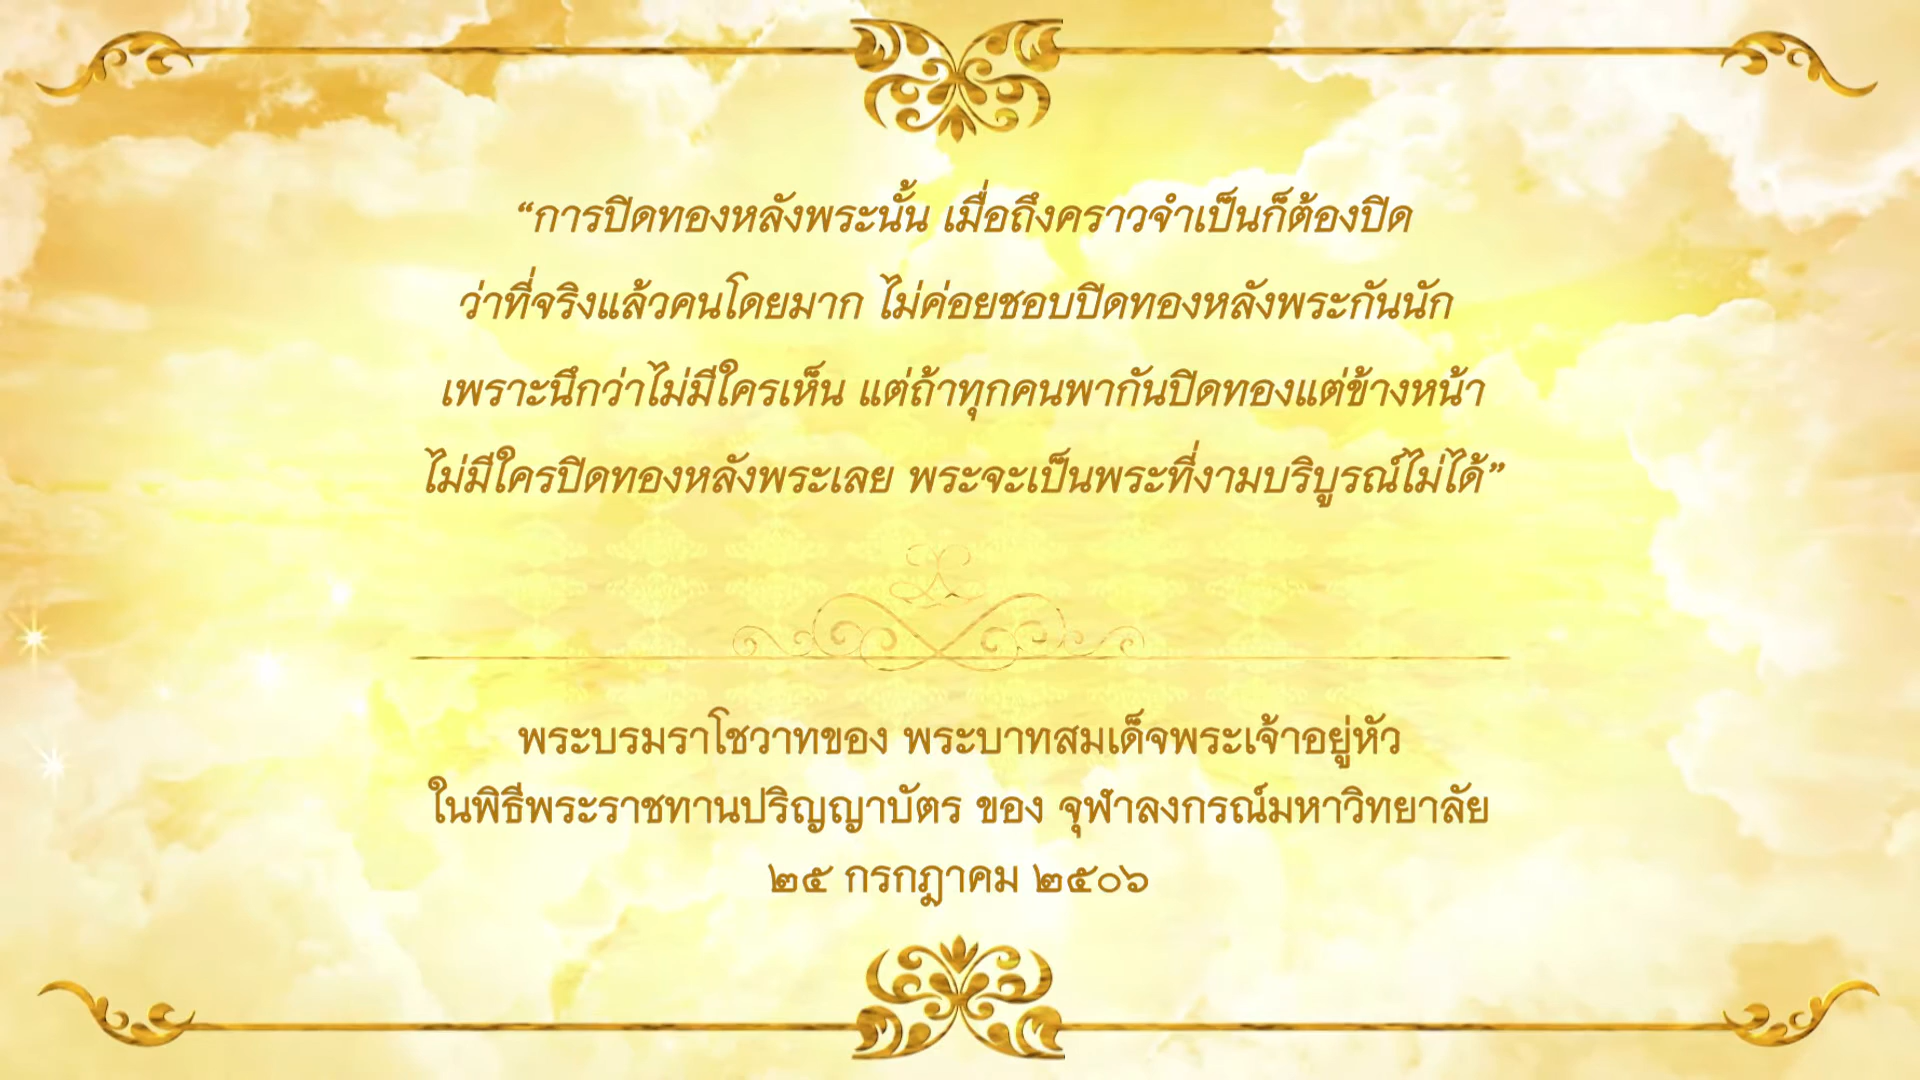 “การปิดทองหลังพระนั้น เมื่อถึงคราวจำเป็นก็ต้องปิด
ว่าที่จริงแล้วคนโดยมาก ไม่ค่อยชอบปิดทองหลังพระกันนัก
เพราะนึกว่าไม่มีใครเห็น แต่ถ้าทุกคนพากันปิดทองแต่ข้างหน้า
ไม่มีใครปิดทองหลังพระเลย พระจะเป็นพระที่งามบริบูรณ์ไม่ได้”
พระบรมราโชวาทของ พระบาทสมเด็จพระเจ้าอยู่หัว
ในพิธีพระราชทานปริญญาบัตร ของ จุฬาลงกรณ์มหาวิทยาลัย
๒๕ กรกฎาคม ๒๕๐๖